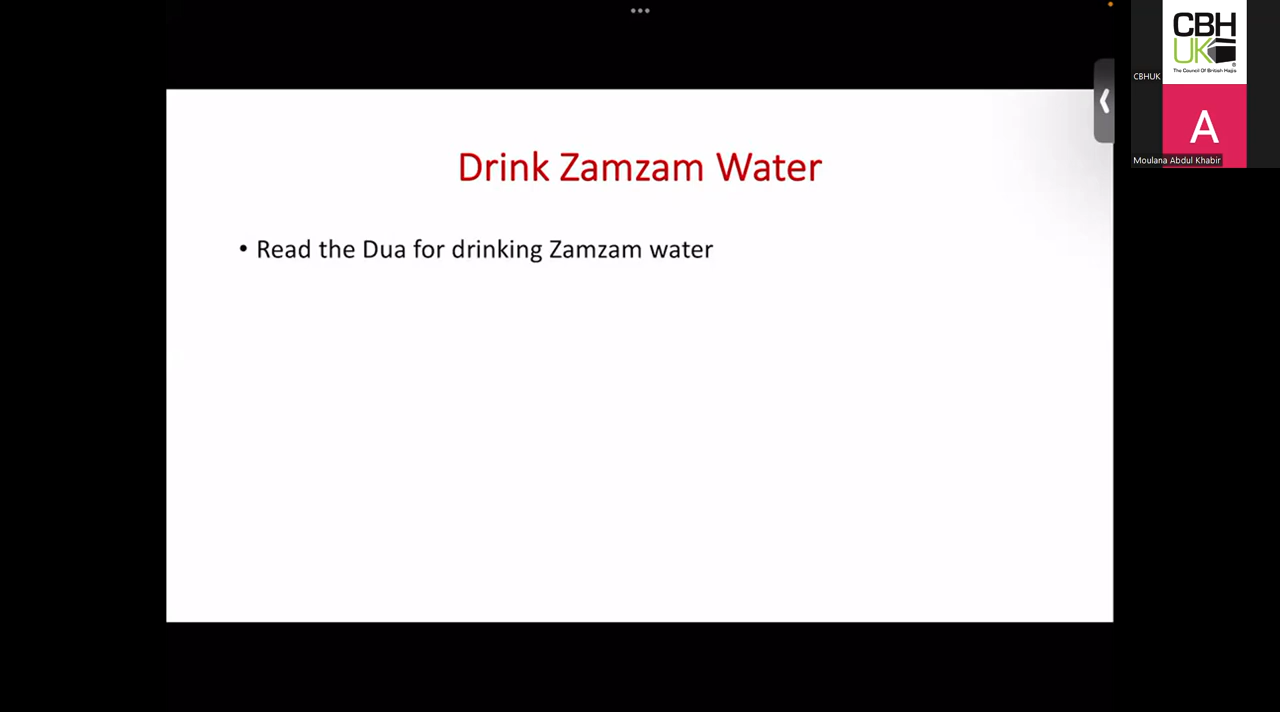 Drink Zamzam Water
• Read the Dua for drinking Zamzam water
CBH
UK
The Council Of British Hajjis
CBHUK
A
Moulana Abdul Khabir